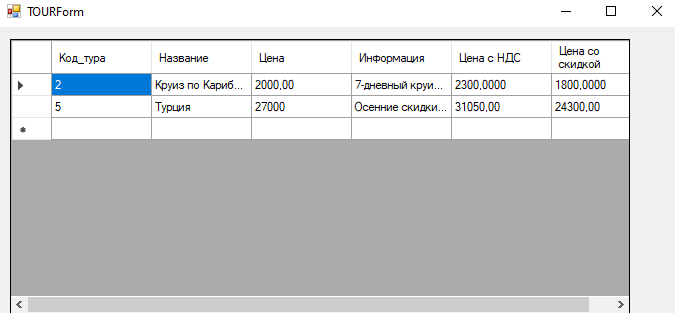 TOURForm
Код_тура Название Цена Информация Цена с НДС Цена со скидкой
2 Круиз по Кариб... 2000,00 7-дневный круи... 2300,0000 1800,0000
5 Турция 27000 Осенние скидки... 31050,00 24300,00